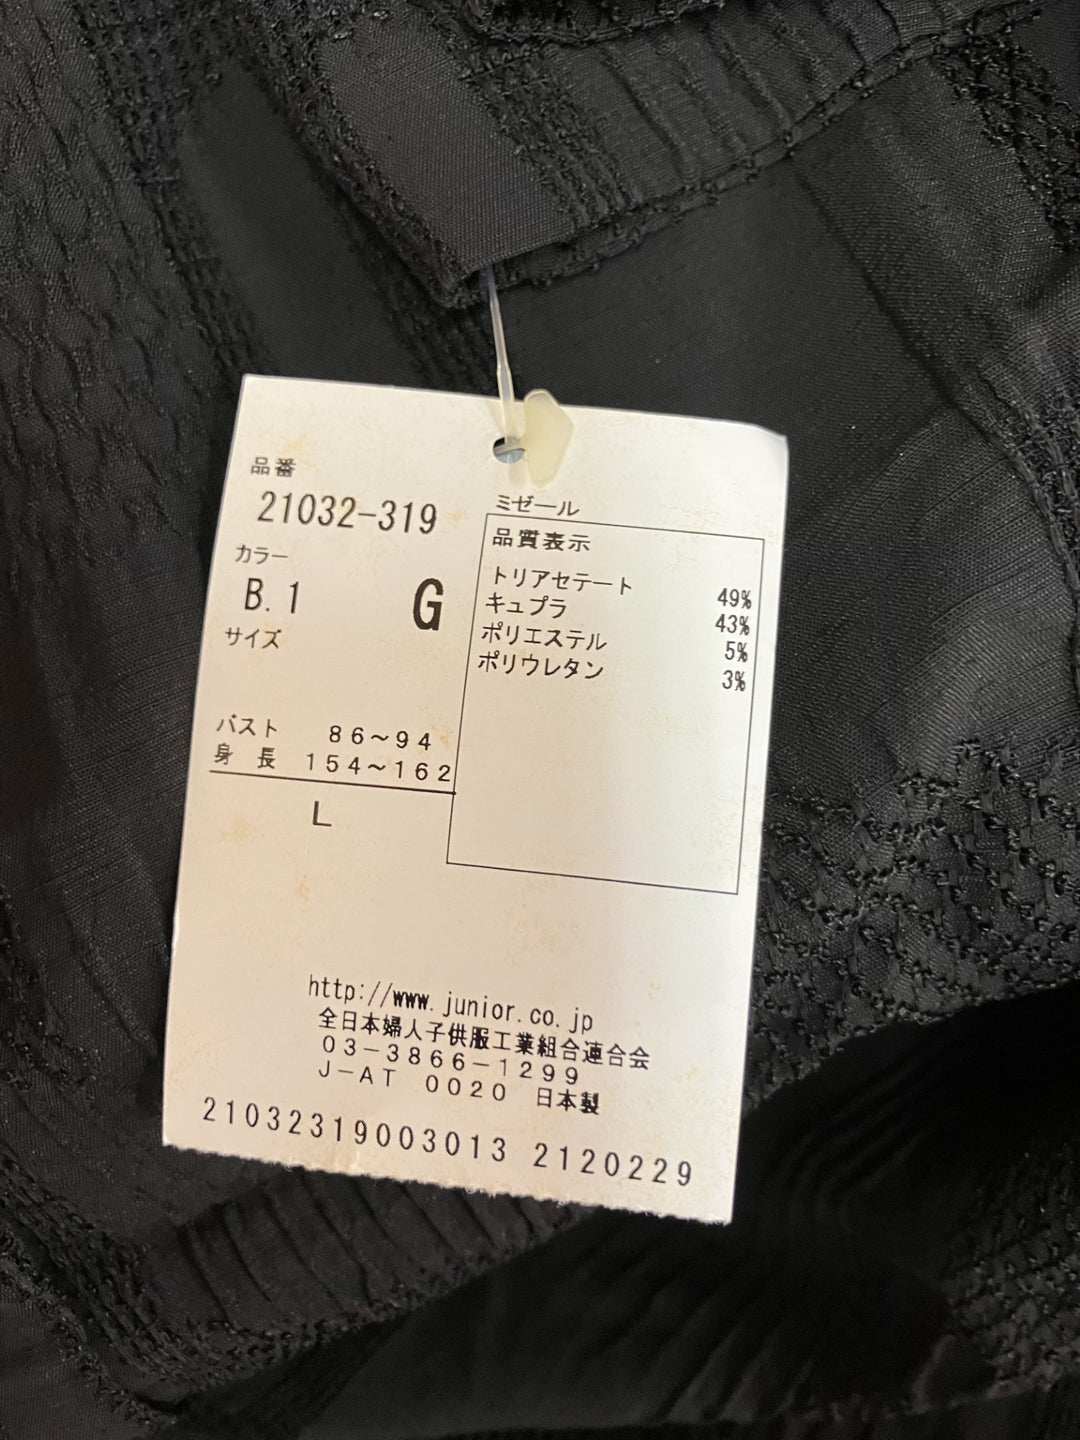 品番
21032-319
カラー
B.1 G
サイズ
バスト 86~94
身長 154~162
L
ミゼール
品質表示
トリアセテート 49%
キュプラ 43%
ポリエステル 5%
ポリウレタン 3%
http://www.junior.co.jp
全日本婦人子供服工業組合連合会
03-3866-1299
J-AT 0020 日本製
21032319003013 2120229